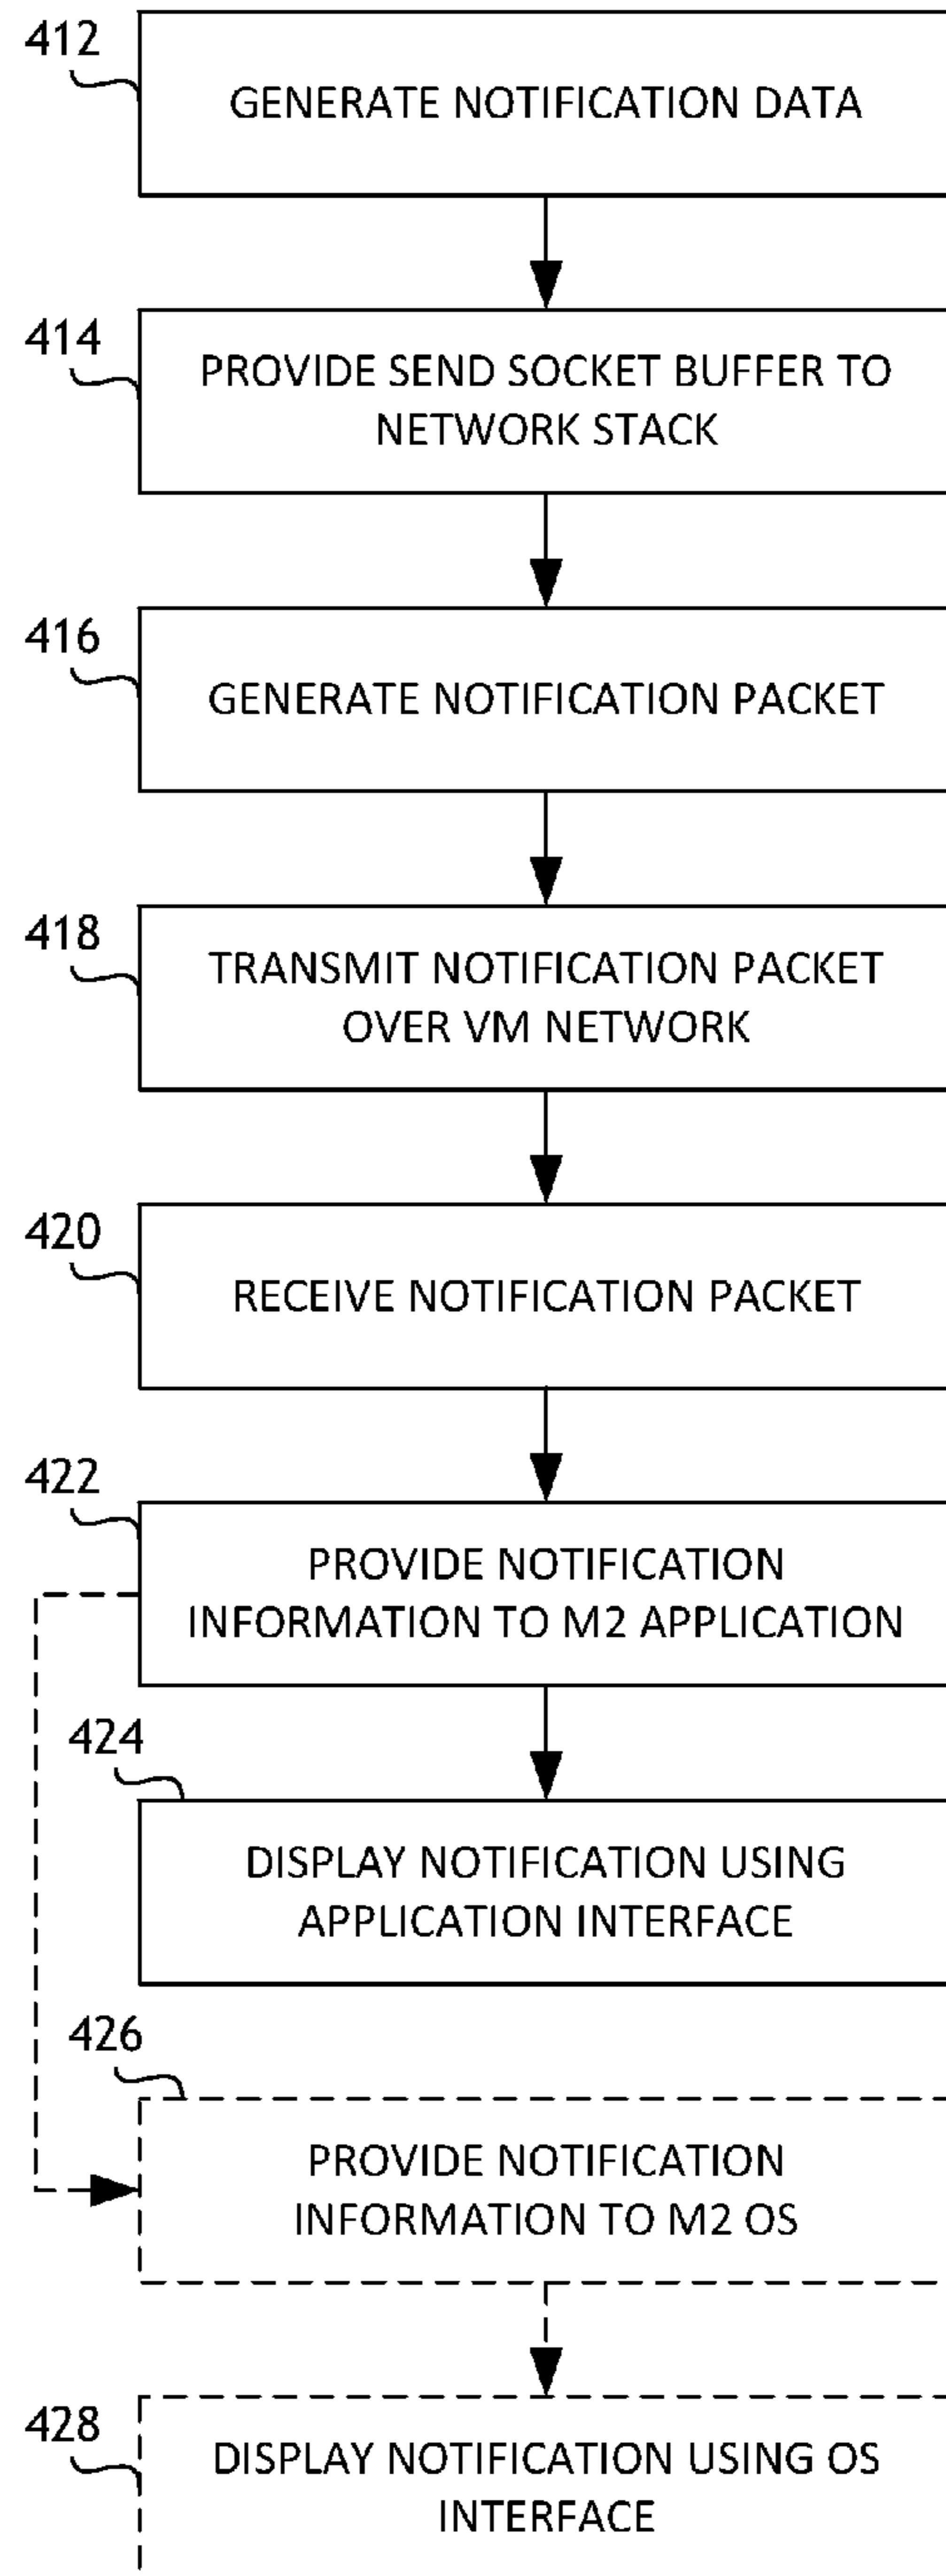 412
GENERATE NOTIFICATION DATA
414
PROVIDE SEND SOCKET BUFFER TO
NETWORK STACK
416
GENERATE NOTIFICATION PACKET
418
TRANSMIT NOTIFICATION PACKET
OVER VM NETWORK
420
RECEIVE NOTIFICATION PACKET
422
PROVIDE NOTIFICATION
INFORMATION TO M2 APPLICATION
424
DISPLAY NOTIFICATION USING
APPLICATION INTERFACE
426
PROVIDE NOTIFICATION
INFORMATION TO M2 OS
428
DISPLAY NOTIFICATION USING OS
INTERFACE